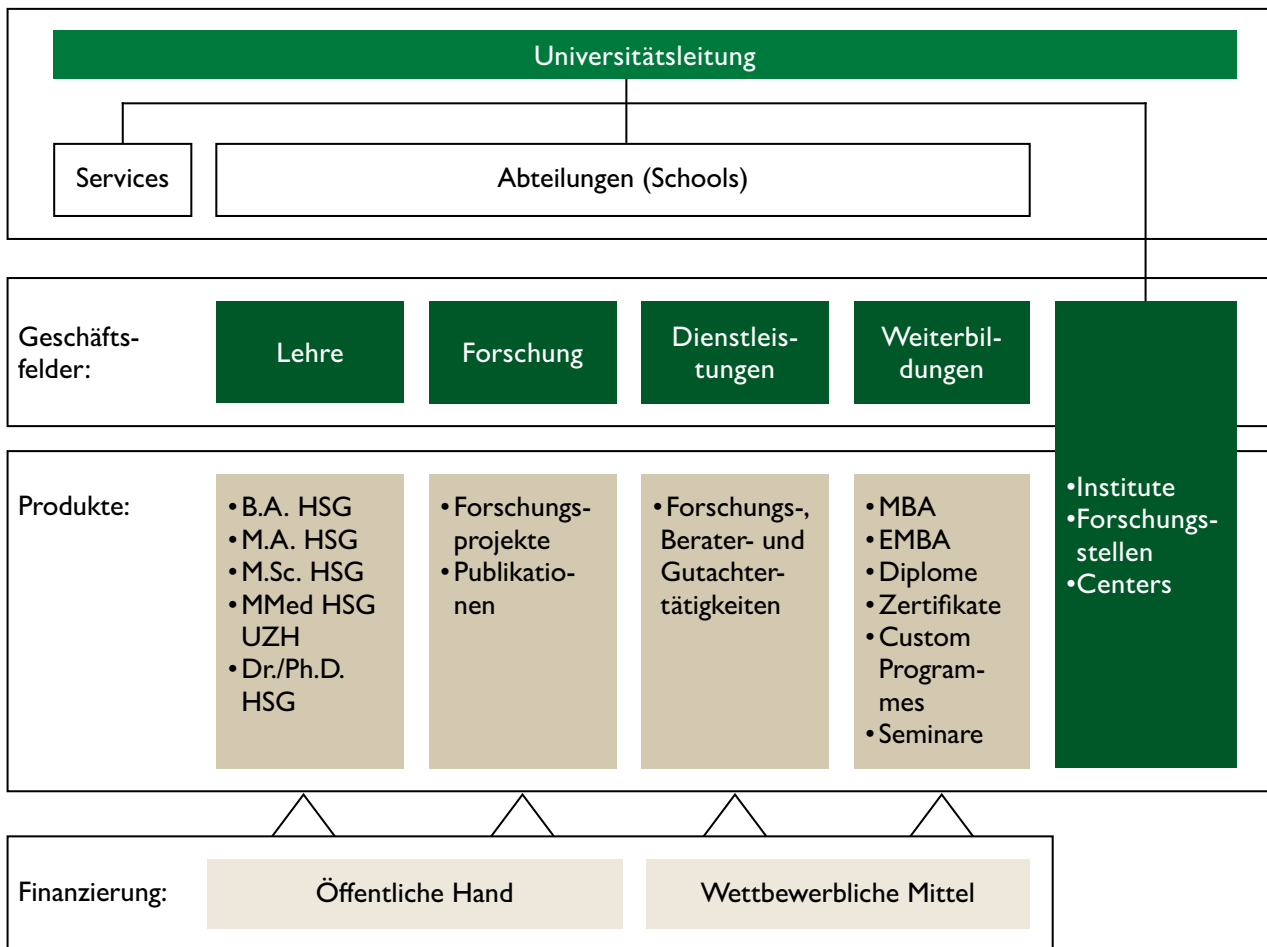 Universitätsleitung
Services
Abteilungen (Schools)
Geschäfts-
felder:
Lehre
Forschung
Dienstleis-
tungen
Weiterbil-
dungen
Produkte:
• B.A. HSG
• M.A. HSG
• M.Sc. HSG
• MMed HSG
UZH
• Dr./Ph.D.
HSG
• Forschungs-
projekte
• Publikatio-
nen
• Forschungs-,
Berater- und
Gutachter-
tätigkeiten
• MBA
• EMBA
• Diplome
• Zertifikate
• Custom
Program-
mes
• Seminare
•Institute
•Forschungs-
stellen
•Centers
Finanzierung:
Öffentliche Hand
Wettbewerbliche Mittel